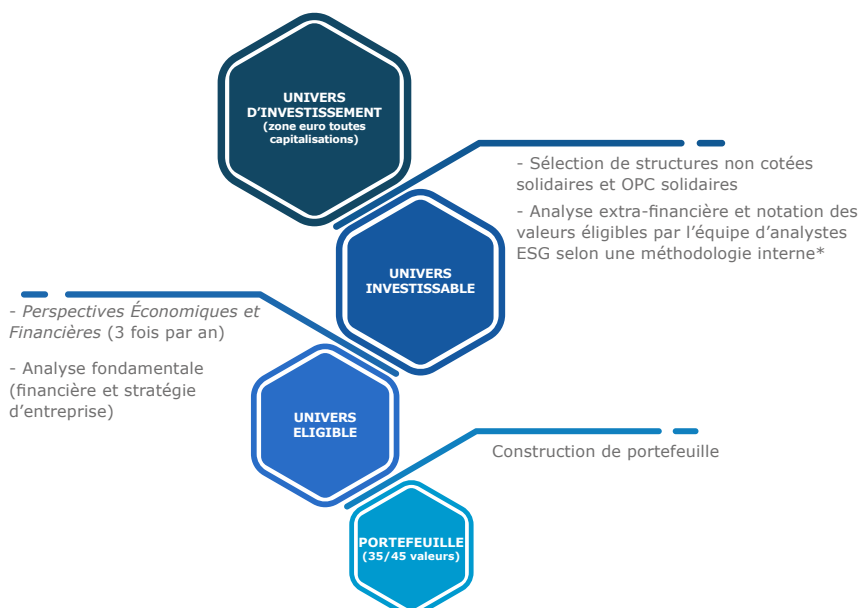 UNIVERS
D’INVESTISSEMENT
(zone euro toutes
capitalisations)
- Sélection de structures non cotées
solidaires et OPC solidaires
- Analyse extra-financière et notation des
valeurs éligibles par l’équipe d’analystes
ESG selon une méthodologie interne*
UNIVERS
INVESTISSABLE
- Perspectives Économiques et
Financières (3 fois par an)
- Analyse fondamentale
(financière et stratégie
d’entreprise)
UNIVERS
ELIGIBLE
Construction de portefeuille
PORTEFEUILLE
(35/45 valeurs)